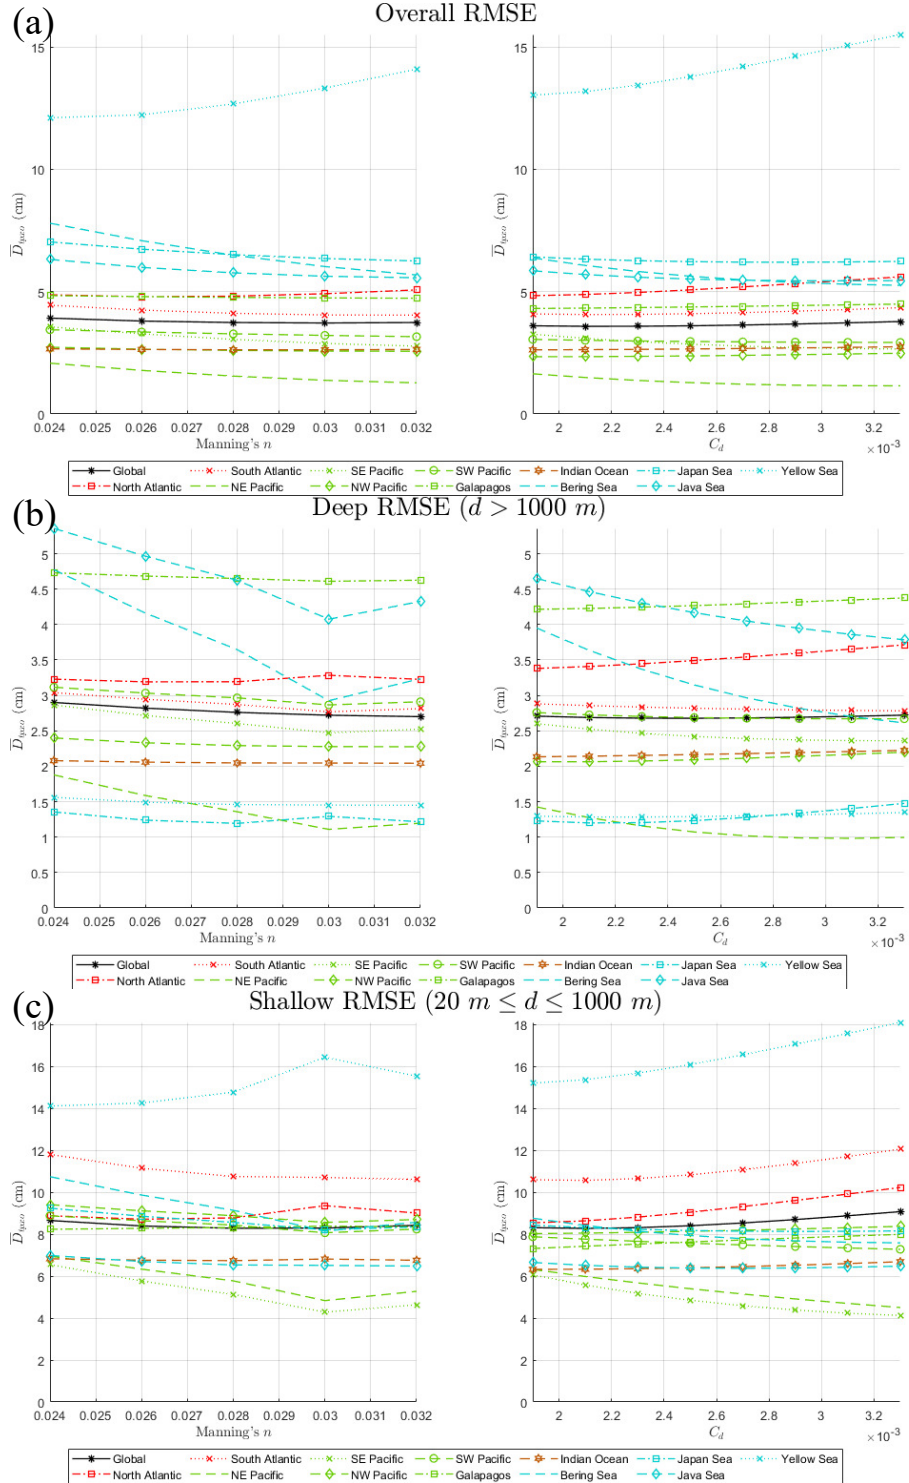 (a)
Overall RMSE
15
10
5
0
D̄ₜₚₓₒ (cm)
0.024 0.025 0.026 0.027 0.028 0.029 0.03 0.031 0.032
Manning's n
15
10
5
0
D̄ₜₚₓₒ (cm)
2 2.2 2.4 2.6 2.8 3 3.2
C_d ×10⁻³
Global South Atlantic SE Pacific SW Pacific Indian Ocean Japan Sea Yellow Sea
North Atlantic NE Pacific NW Pacific Galapagos Bering Sea Java Sea
(b)
Deep RMSE (d > 1000 m)
5
4.5
4
3.5
3
2.5
2
1.5
1
0.5
0
D̄ₜₚₓₒ (cm)
0.024 0.025 0.026 0.027 0.028 0.029 0.03 0.031 0.032
Manning's n
5
4.5
4
3.5
3
2.5
2
1.5
1
0.5
0
D̄ₜₚₓₒ (cm)
2 2.2 2.4 2.6 2.8 3 3.2
C_d ×10⁻³
Global South Atlantic SE Pacific SW Pacific Indian Ocean Japan Sea Yellow Sea
North Atlantic NE Pacific NW Pacific Galapagos Bering Sea Java Sea
(c)
Shallow RMSE (20 m ≤ d ≤ 1000 m)
18
16
14
12
10
8
6
4
2
0
D̄ₜₚₓₒ (cm)
0.024 0.025 0.026 0.027 0.028 0.029 0.03 0.031 0.032
Manning's n
18
16
14
12
10
8
6
4
2
0
D̄ₜₚₓₒ (cm)
2 2.2 2.4 2.6 2.8 3 3.2
C_d ×10⁻³
Global South Atlantic SE Pacific SW Pacific Indian Ocean Japan Sea Yellow Sea
North Atlantic NE Pacific NW Pacific Galapagos Bering Sea Java Sea